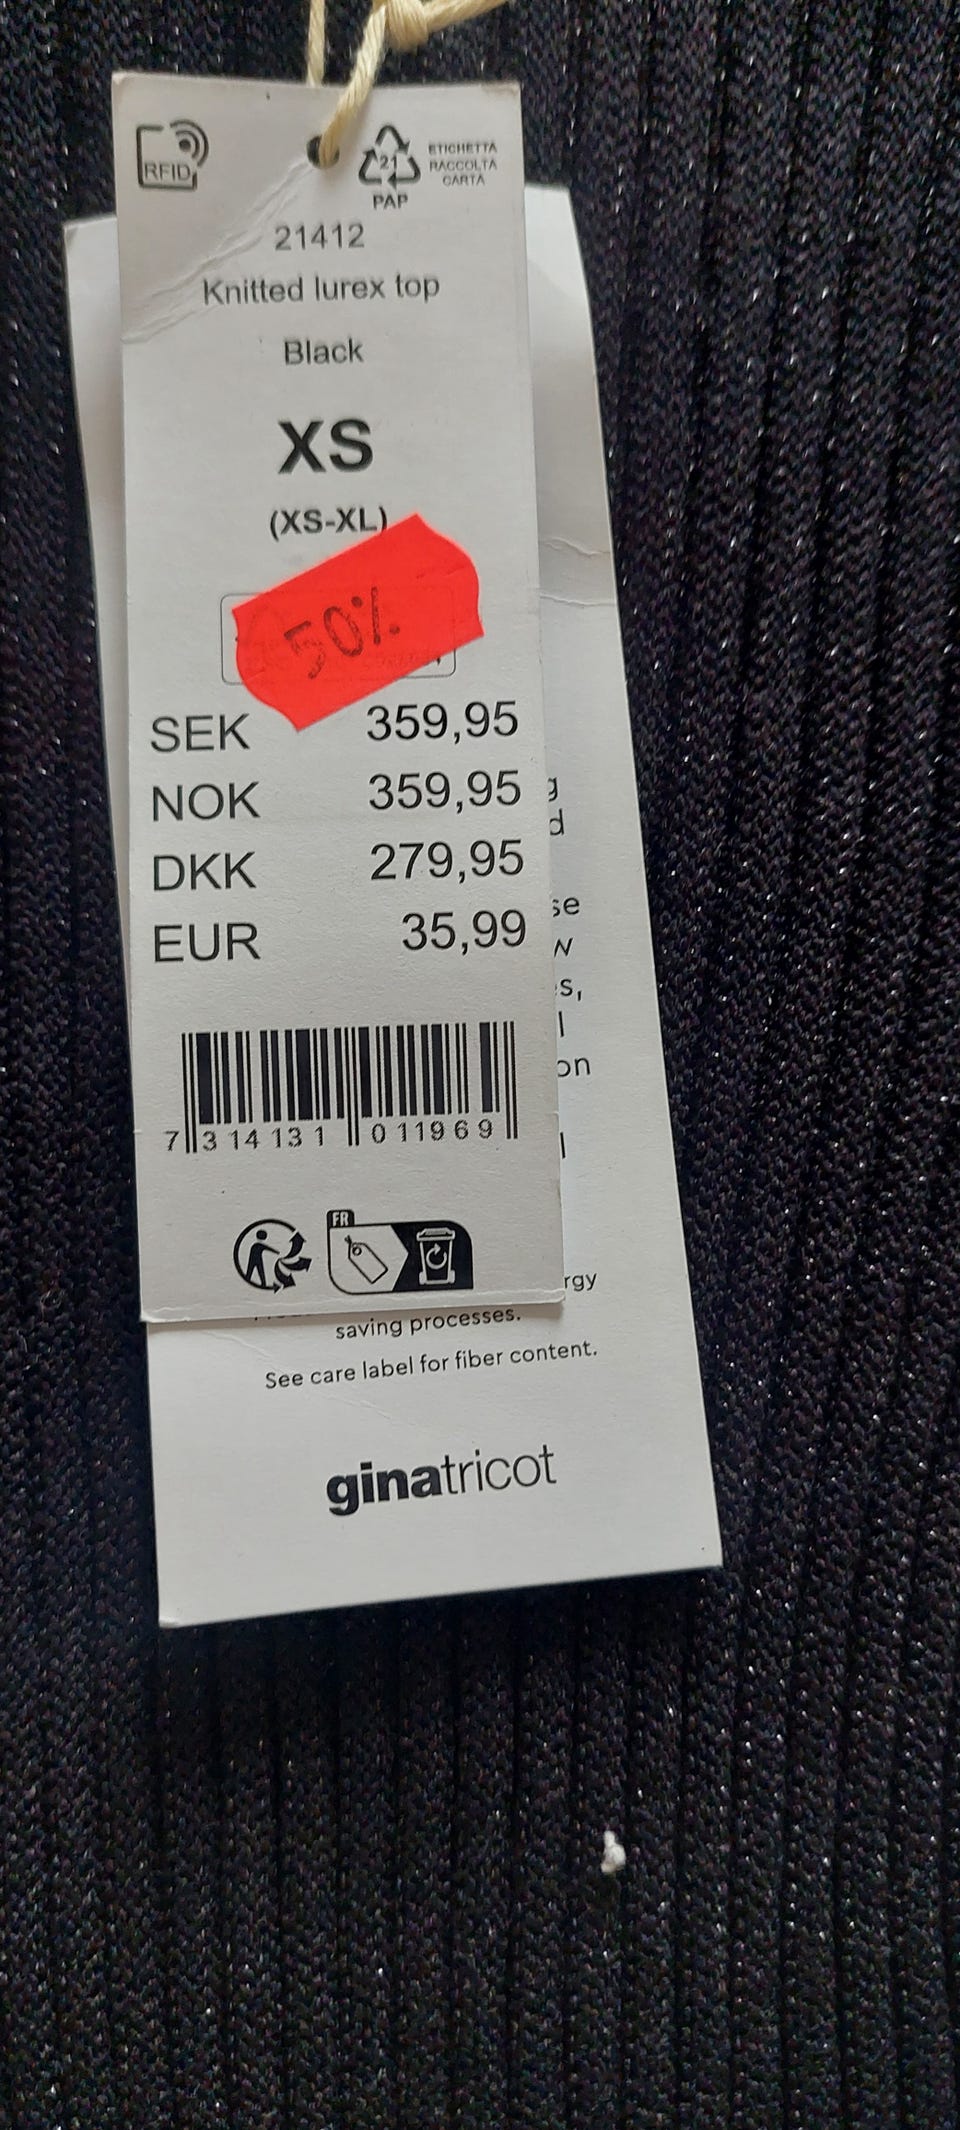 RFID
21
PAP
ETICHETTA
RACCOLTA
CARTA
21412
Knitted lurex top
Black
XS
(XS-XL)
50%
SEK 359,95
NOK 359,95
DKK 279,95
EUR 35,99
7 314131 011969
FR
saving processes.
See care label for fiber content.
ginatricot